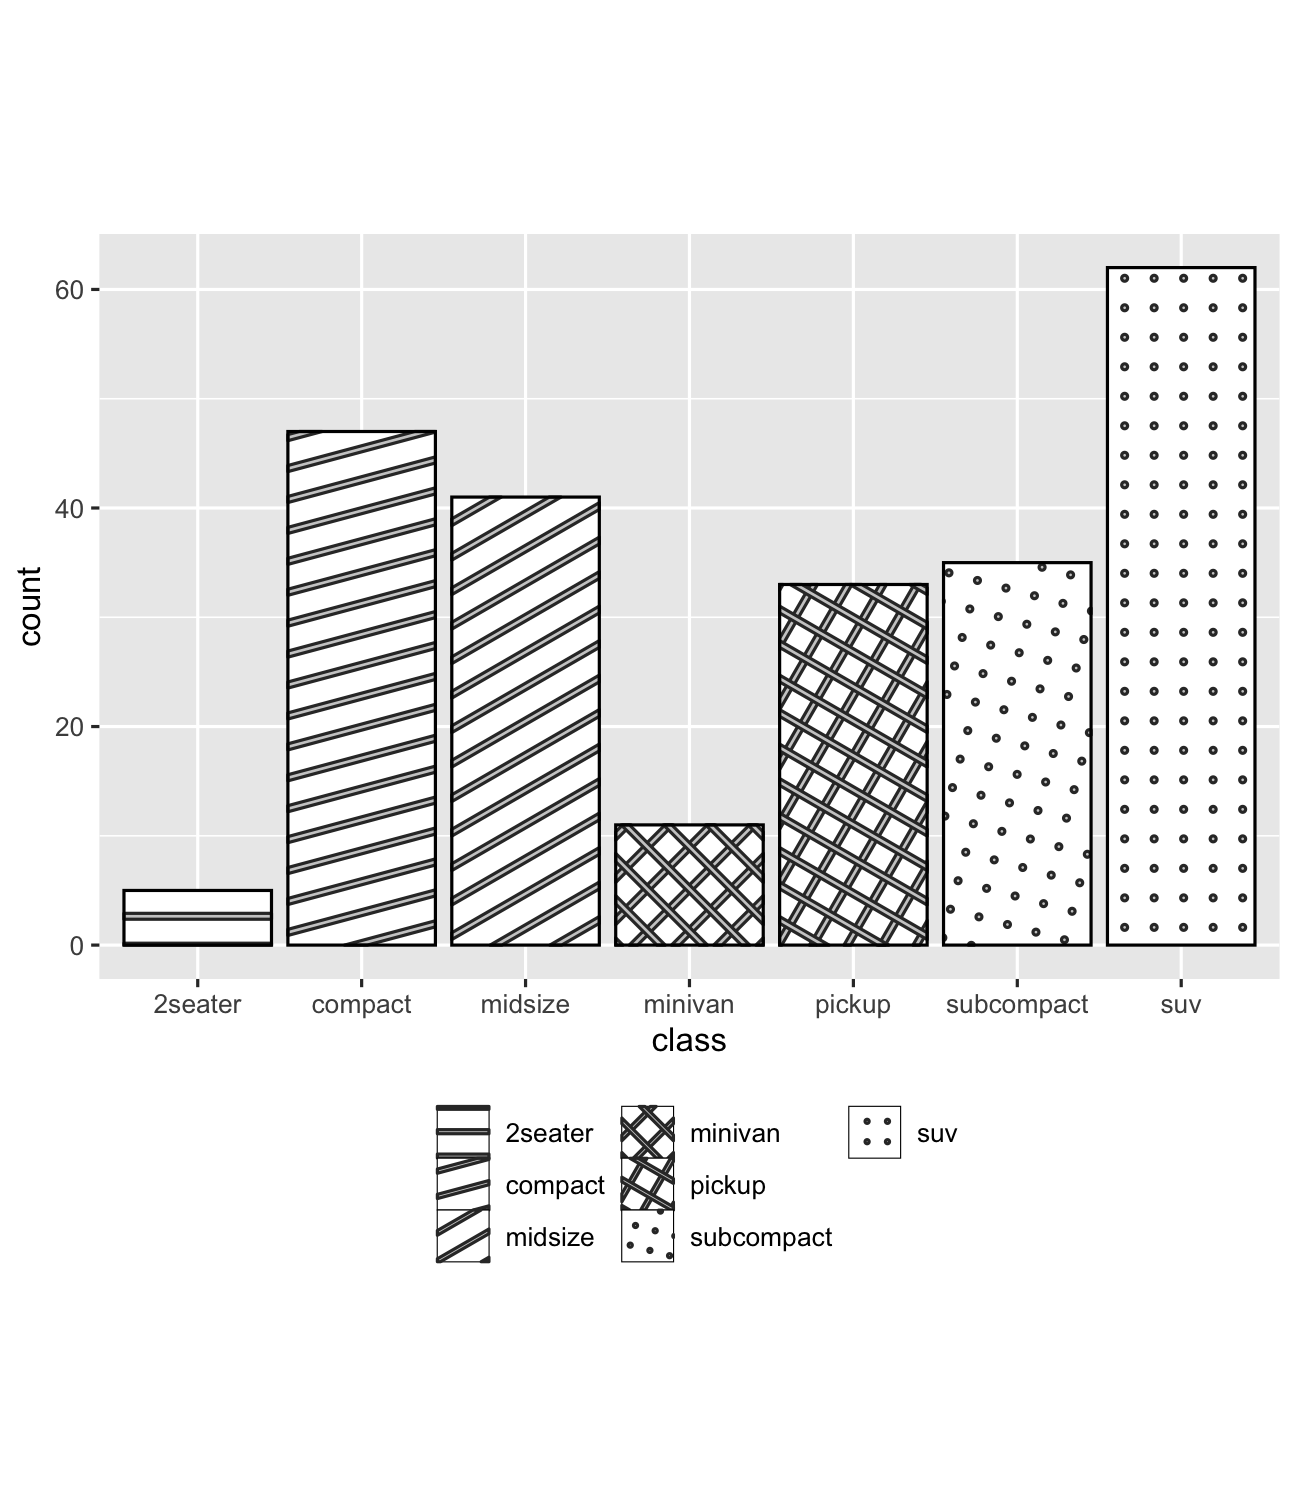 60
40
20
0
count
2seater compact midsize minivan pickup subcompact suv
class
2seater minivan suv
compact pickup
midsize subcompact